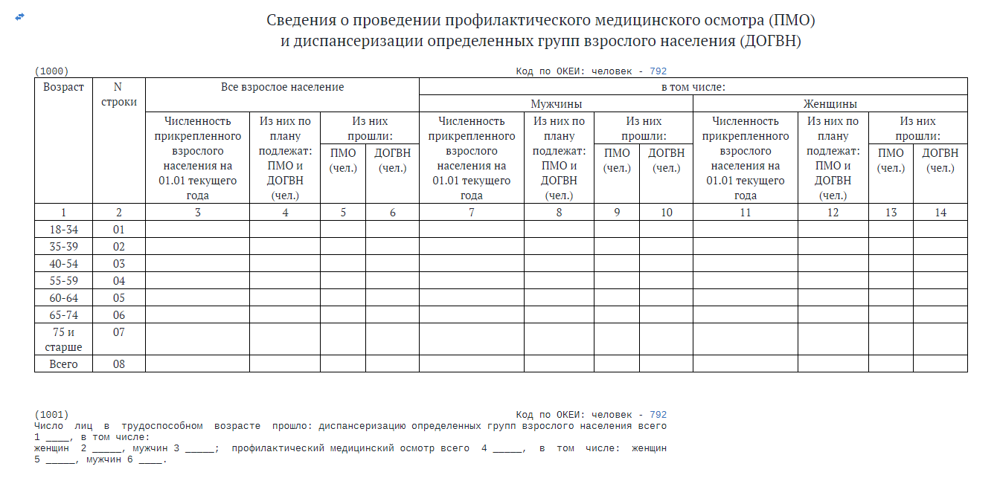 Сведения о проведении профилактического медицинского осмотра (ПМО)
и диспансеризации определенных групп взрослого населения (ДОГВН)
(1000) Код по ОКЕИ: человек - 792
Возраст N Все взрослое население в том числе:
строки
Мужчины Женщины
Численность Из них по Из них Численность Из них по Из них Численность Из них по Из них
прикрепленного плану прошли: прикрепленного плану прошли: прикрепленного плану прошли:
взрослого подлежат: ПМО ДОГВН взрослого подлежат: ПМО ДОГВН взрослого подлежат: ПМО ДОГВН
населения на ПМО и (чел.) (чел.) населения на ПМО и (чел.) (чел.) населения на ПМО и (чел.) (чел.)
01.01 текущего ДОГВН 01.01 текущего ДОГВН 01.01 текущего ДОГВН
года (чел.) года (чел.) года (чел.)
1 2 3 4 5 6 7 8 9 10 11 12 13 14
18-34 01
35-39 02
40-54 03
55-59 04
60-64 05
65-74 06
75 и 07
старше
Всего 08
(1001) Код по ОКЕИ: человек - 792
Число лиц в трудоспособном возрасте прошло: диспансеризацию определенных групп взрослого населения всего
1 ____, в том числе:
женщин 2 _____, мужчин 3 _____; профилактический медицинский осмотр всего 4 _____, в том числе: женщин
5 _____, мужчин 6 ____.